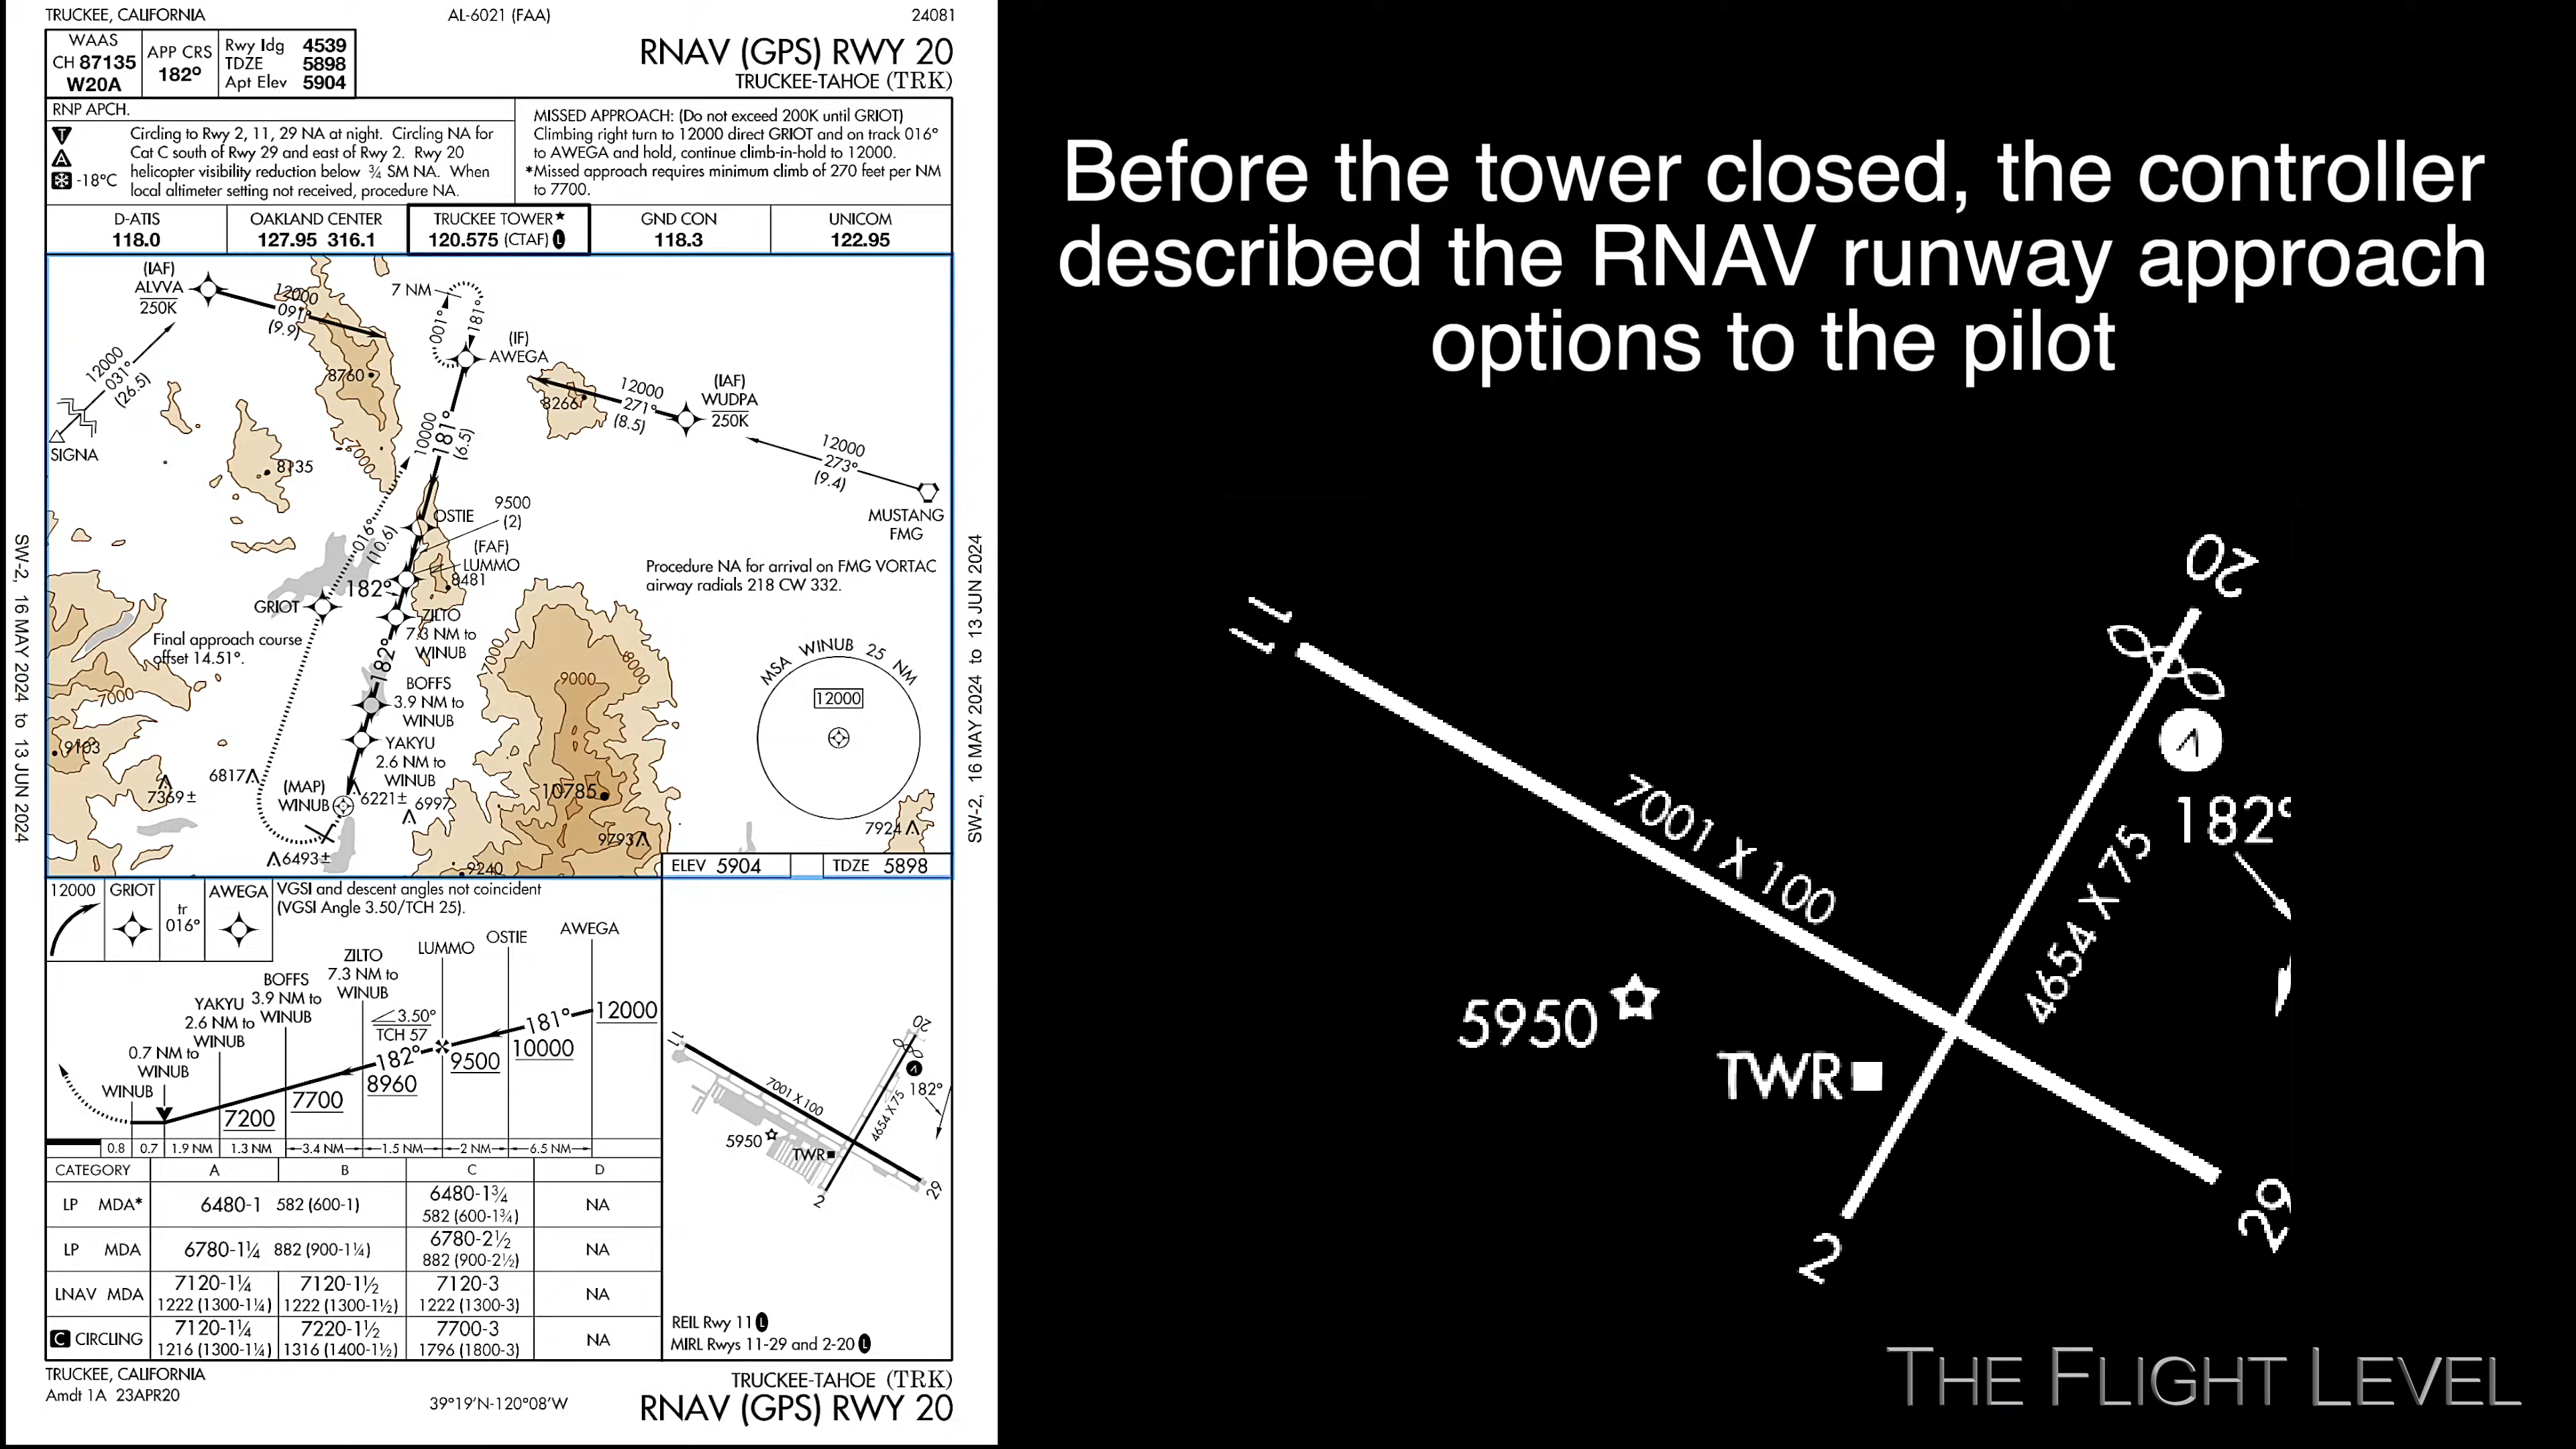 TRUCKEE, CALIFORNIA
AL-6021 (FAA)
24081
WAAS
CH 87135
W20A
APP CRS
182°
Rwy ldg 4539
TDZE 5898
Apt Elev 5904
RNAV (GPS) RWY 20
TRUCKEE-TAHOE (TRK)
RNP APCH.
T
A
-18°C
Circling to Rwy 2, 11, 29 NA at night. Circling NA for
Cat C south of Rwy 29 and east of Rwy 2. Rwy 20
helicopter visibility reduction below ¾ SM NA. When
local altimeter setting not received, procedure NA.
MISSED APPROACH: (Do not exceed 200K until GRIOT)
Climbing right turn to 12000 direct GRIOT and on track 016°
to AWEGA and hold, continue climb-in-hold to 12000.
*Missed approach requires minimum climb of 270 feet per NM
to 7700.
D-ATIS
118.0
OAKLAND CENTER
127.95 316.1
TRUCKEE TOWER★
120.575 (CTAF) L
GND CON
118.3
UNICOM
122.95
(IAF)
ALVVA
250K
12000
091°
(9.9)
7 NM
001°
181°
(IF)
AWEGA
12000
031°
(26.5)
SIGNA
8760
8266
12000
271°
(8.5)
(IAF)
WUDPA
250K
12000
273°
(9.4)
MUSTANG
FMG
10000
181°
(6.5)
7000
8135
OSTIE
9500
(2)
016°
(10.6)
(FAF)
LUMMO
8481
182°
GRIOT
ZILTO
7.3 NM to
WINUB
Procedure NA for arrival on FMG VORTAC
airway radials 218 CW 332.
Final approach course
offset 14.51°.
182°
7000
8000
9000
7000
BOFFS
3.9 NM to
WINUB
MSA WINUB 25 NM
12000
9103
YAKYU
2.6 NM to
WINUB
6817
7369±
(MAP)
WINUB
6221±
6997
10785
9793
7924
6493±
9240
ELEV 5904
TDZE 5898
SW-2, 16 MAY 2024 to 13 JUN 2024
SW-2, 16 MAY 2024 to 13 JUN 2024
12000
GRIOT
tr
016°
AWEGA
VGSI and descent angles not coincident
(VGSI Angle 3.50/TCH 25).
AWEGA
OSTIE
LUMMO
ZILTO
7.3 NM to
WINUB
BOFFS
3.9 NM to
WINUB
YAKYU
2.6 NM to
WINUB
0.7 NM to
WINUB
WINUB
3.50°
TCH 57
181°
12000
10000
182°
9500
8960
7700
7200
0.8 0.7 1.9 NM 1.3 NM 3.4 NM 1.5 NM 2 NM 6.5 NM
11
20
7001 X 100
4654 X 75
182°
5950
TWR
2
29
CATEGORY A B C D
LP MDA* 6480-1 582 (600-1) 6480-1¾ NA
582 (600-1¾)
LP MDA 6780-1¼ 882 (900-1¼) 6780-2½ NA
882 (900-2½)
LNAV MDA 7120-1¼ 7120-1½ 7120-3 NA
1222 (1300-1¼) 1222 (1300-1½) 1222 (1300-3)
C CIRCLING 7120-1¼ 7220-1½ 7700-3 NA
1216 (1300-1¼) 1316 (1400-1½) 1796 (1800-3)
REIL Rwy 11 L
MIRL Rwys 11-29 and 2-20 L
TRUCKEE, CALIFORNIA
Amdt 1A 23APR20
39°19'N-120°08'W
TRUCKEE-TAHOE (TRK)
RNAV (GPS) RWY 20
Before the tower closed, the controller
described the RNAV runway approach
options to the pilot
11
20
7001 X 100
4654 X 75
182°
5950
TWR
2
29
THE FLIGHT LEVEL